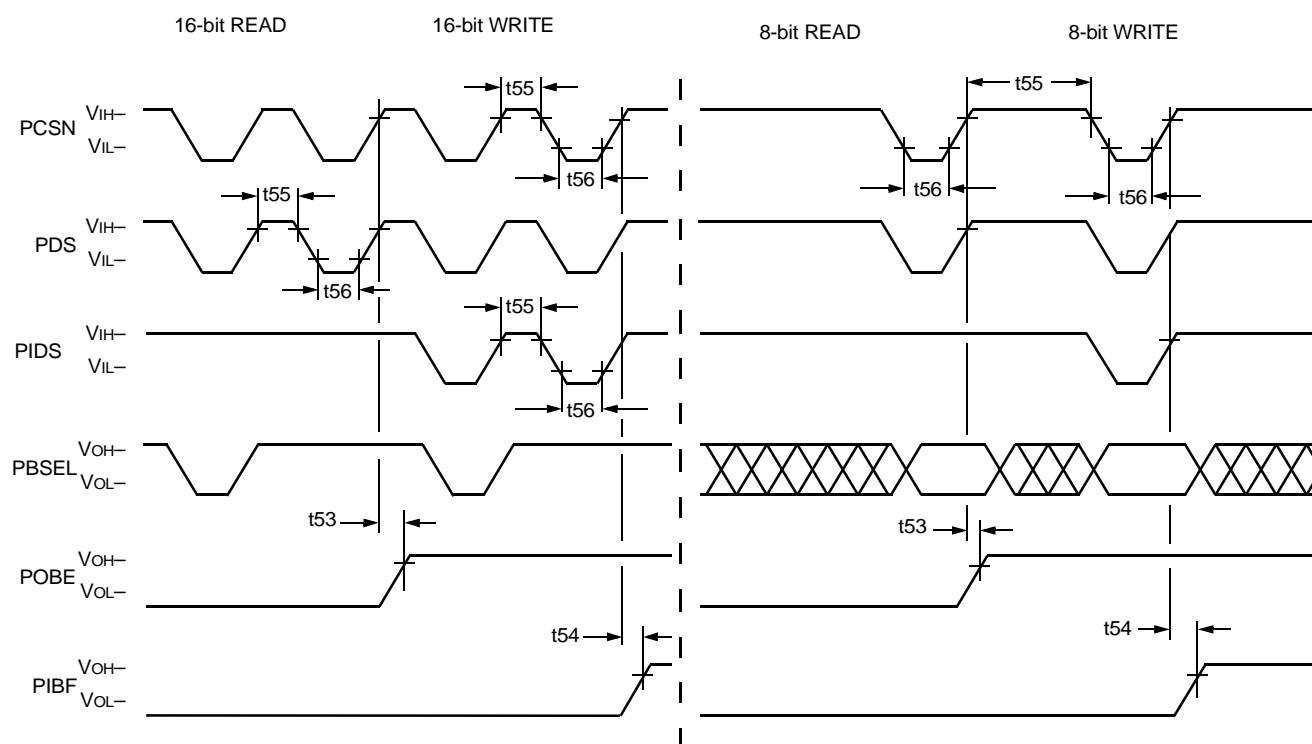 16-bit READ 16-bit WRITE 8-bit READ 8-bit WRITE
t55 t55
PCSN VIH– VIL–
t56 t56 t56
t55
PDS VIH– VIL–
t56
t55
PIDS VIH– VIL–
t56
PBSEL VOH– VOL–
t53 t53
POBE VOH– VOL–
t54 t54
PIBF VOH– VOL–